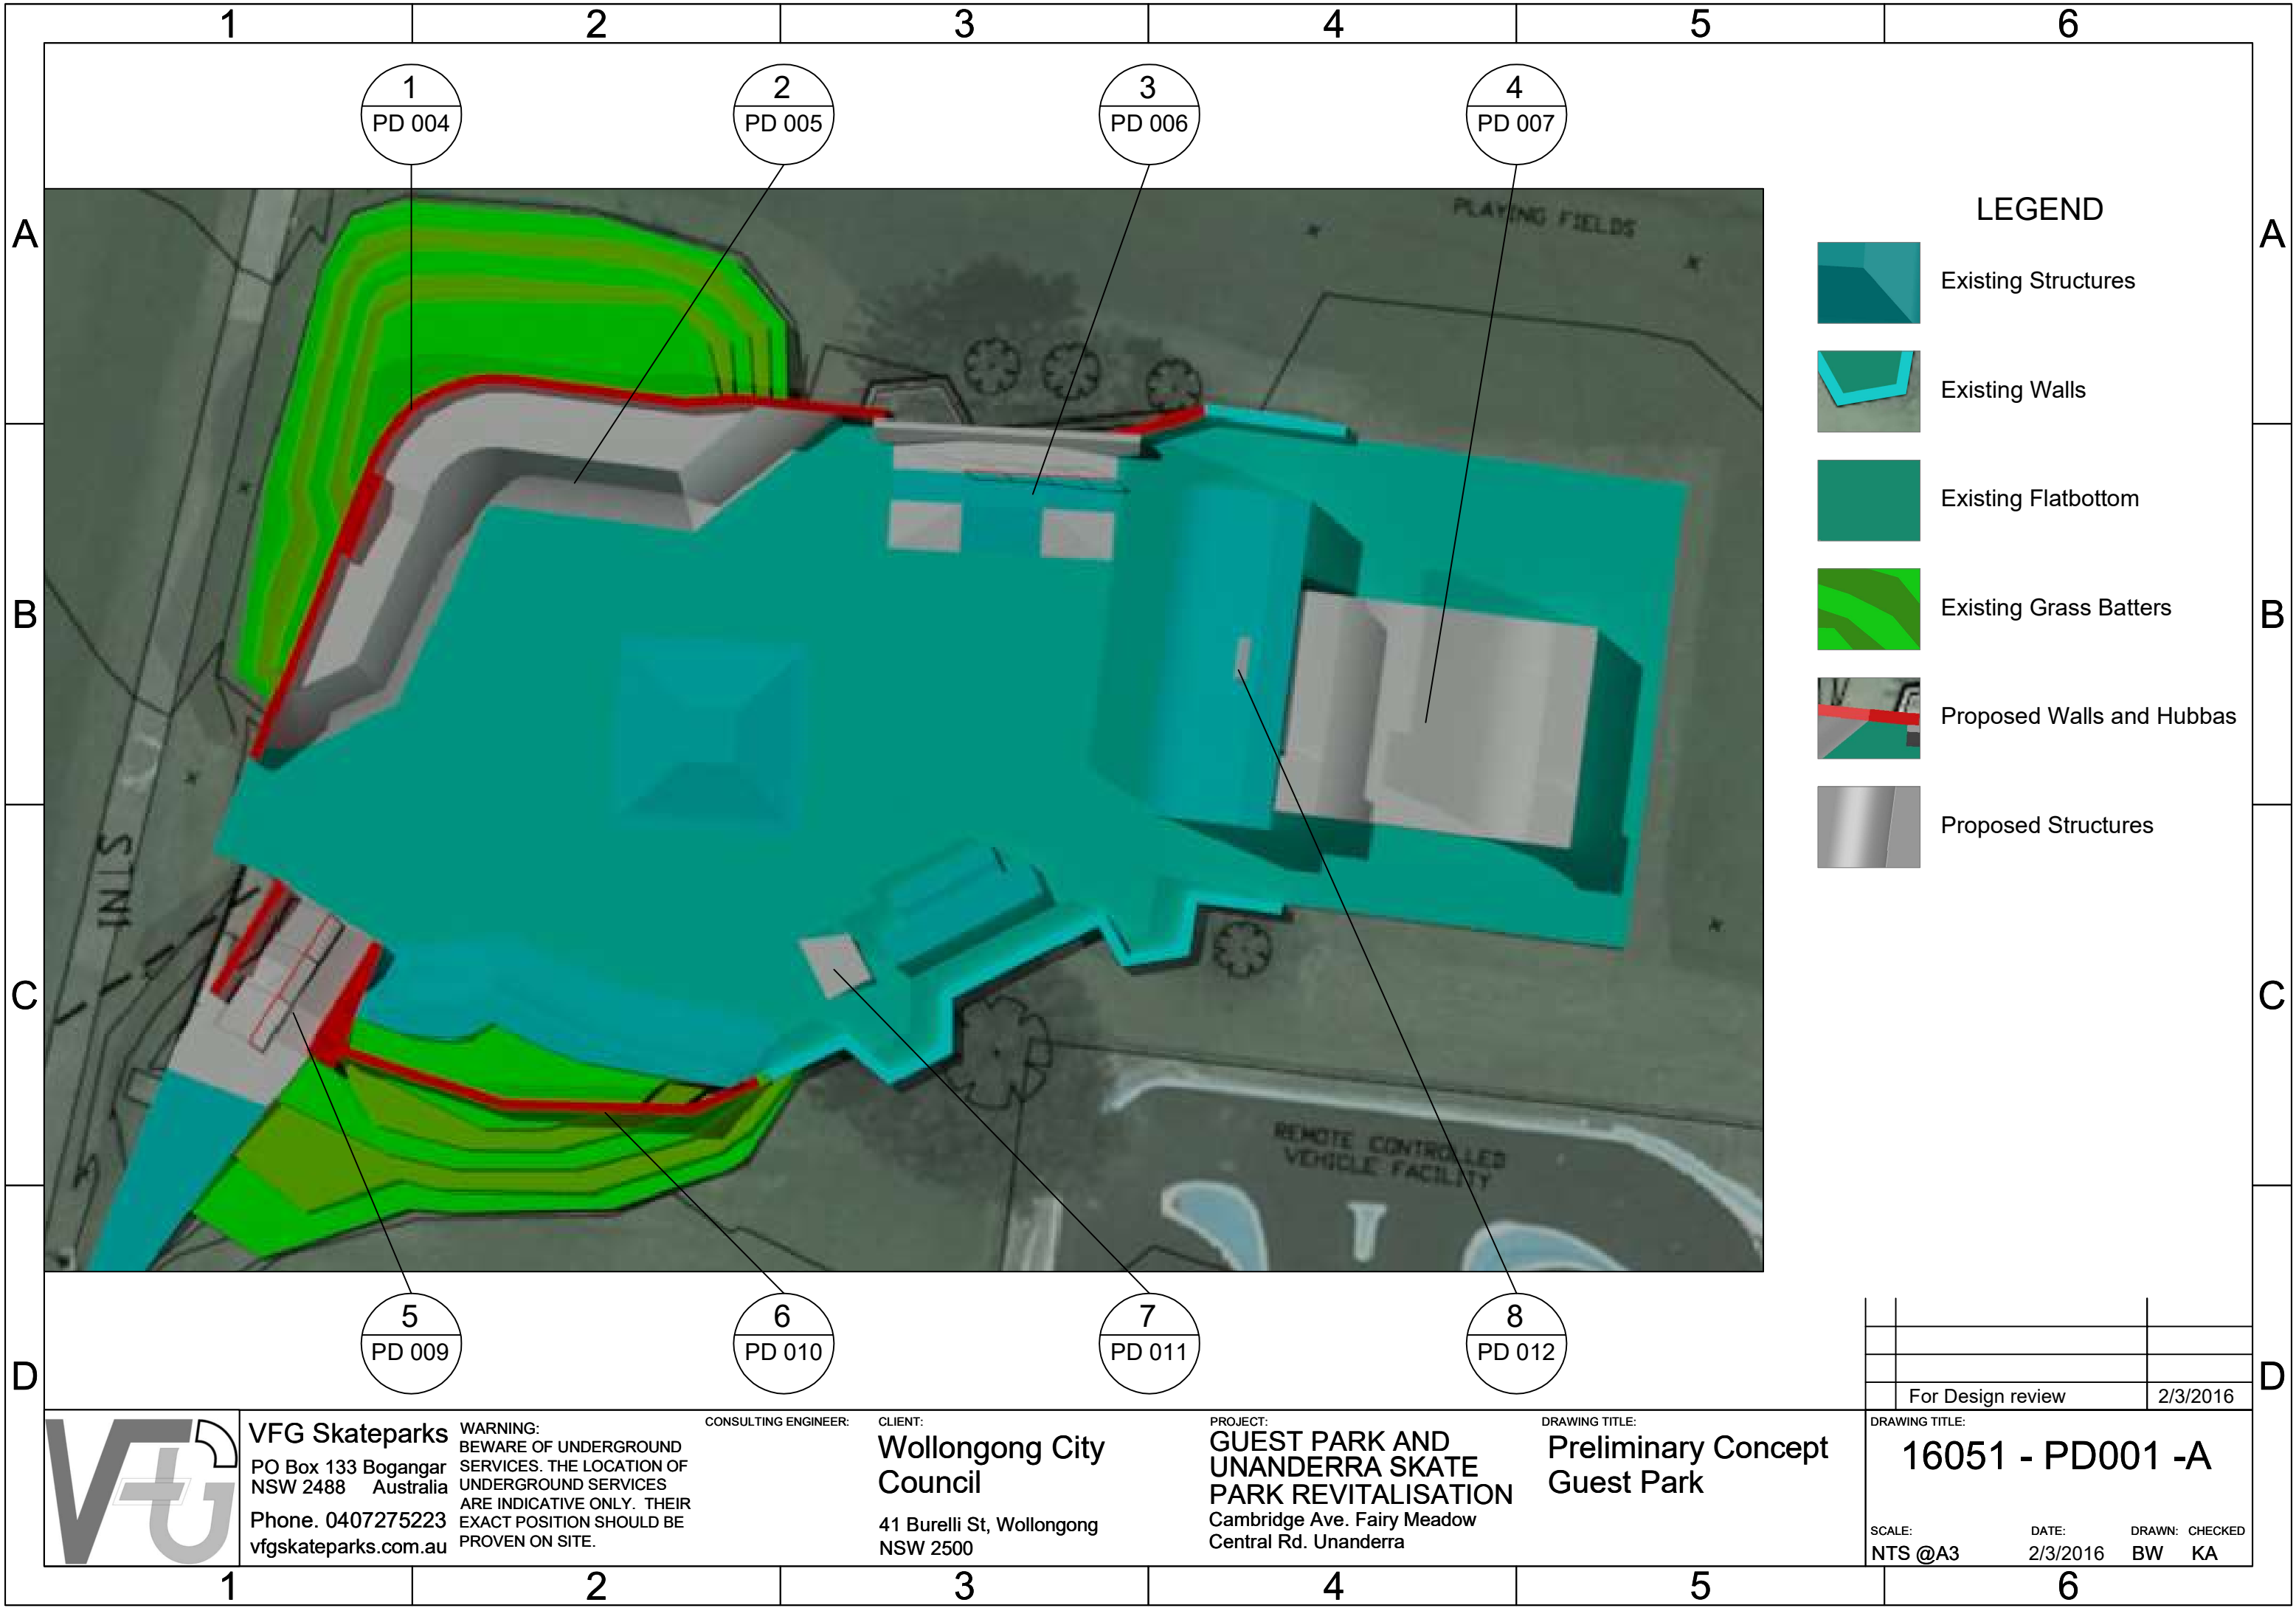 1 2 3 4 5 6
1
PD 004
2
PD 005
3
PD 006
4
PD 007
A
A
PLAYING FIELDS
LEGEND
Existing Structures
Existing Walls
Existing Flatbottom
Existing Grass Batters
Proposed Walls and Hubbas
Proposed Structures
B
B
C
C
REMOTE CONTROLLED
VEHICLE FACILITY
5
PD 009
6
PD 010
7
PD 011
8
PD 012
D
D
For Design review 2/3/2016
VFG
VFG Skateparks
PO Box 133 Bogangar
NSW 2488 Australia
Phone. 0407275223
vfgskateparks.com.au
WARNING:
BEWARE OF UNDERGROUND
SERVICES. THE LOCATION OF
UNDERGROUND SERVICES
ARE INDICATIVE ONLY. THEIR
EXACT POSITION SHOULD BE
PROVEN ON SITE.
CONSULTING ENGINEER:
CLIENT:
Wollongong City
Council
41 Burelli St, Wollongong
NSW 2500
PROJECT:
GUEST PARK AND
UNANDERRA SKATE
PARK REVITALISATION
Cambridge Ave. Fairy Meadow
Central Rd. Unanderra
DRAWING TITLE:
Preliminary Concept
Guest Park
DRAWING TITLE:
16051 - PD001 -A
SCALE:
NTS @A3
DATE:
2/3/2016
DRAWN:
BW
CHECKED
KA
1 2 3 4 5 6